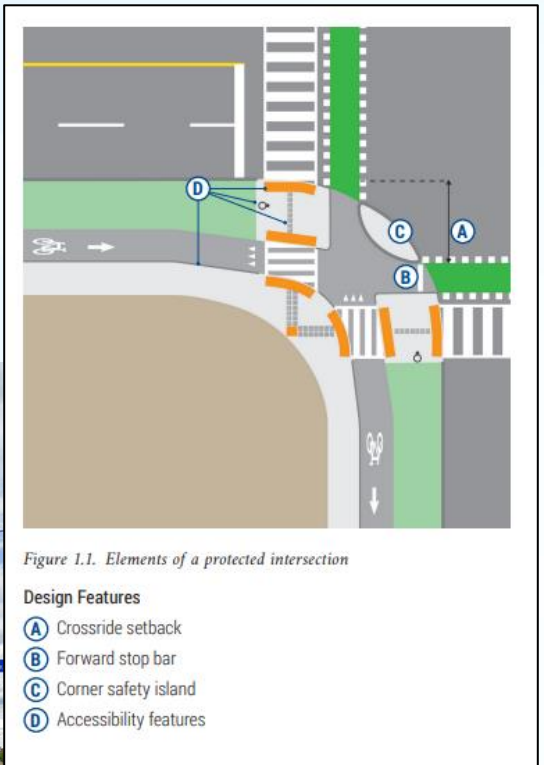 D
C
A
B
Figure 1.1. Elements of a protected intersection
Design Features
A Crossride setback
B Forward stop bar
C Corner safety island
D Accessibility features